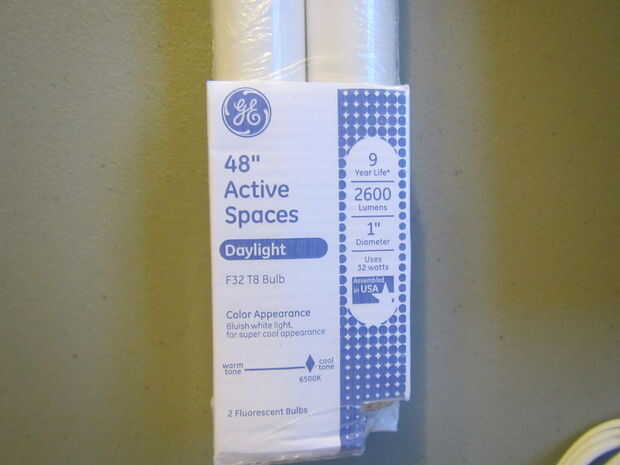 GE
48"
Active
Spaces
Daylight
F32 T8 Bulb
Color Appearance
Bluish white light,
for super cool appearance
warm
tone
cool
tone
6500K
2 Fluorescent Bulbs
9
Year Life*
2600
Lumens
1"
Diameter
Uses
32 watts
Assembled
in USA